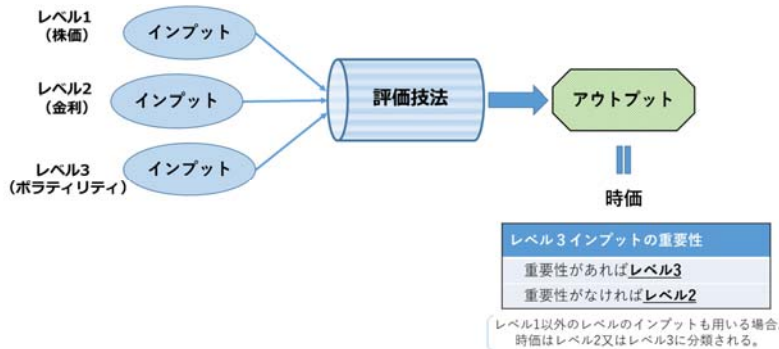 レベル1
（株価）
インプット
レベル2
（金利）
インプット
レベル3
（ボラティリティ）
インプット
評価技法
アウトプット
時価
レベル３インプットの重要性
重要性があればレベル3
重要性がなければレベル2
レベル1以外のレベルのインプットも用いる場合、
時価はレベル2又はレベル3に分類される。